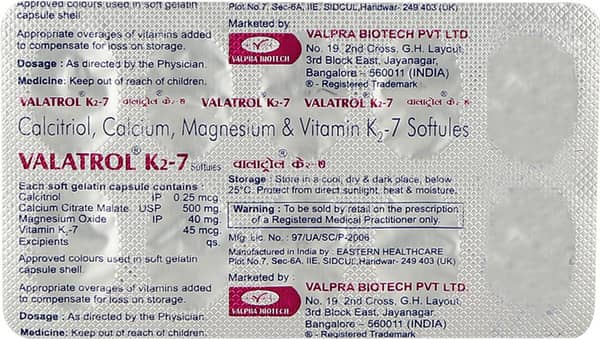 Approved colours used in soft gelatin
capsule shell.
Appropriate overages of vitamins added
to compensate for loss on storage.
Dosage : As directed by the Physician.
Medicine: Keep out of reach of children.
Plot No.7, Sec-6A, IIE, SIDCUL, Haridwar- 249 403 (UK)
Marketed by :
VALPRA BIOTECH
VALPRA BIOTECH PVT LTD
No. 19, 2nd Cross, G.H. Layout,
3rd Block East, Jayanagar,
Bangalore – 560011 (INDIA)
® - Registered Trademark
VALATROL® K2-7 वालाट्रोल के२- ७ VALATROL® K2-7 VALATROL® K2-7 वालाट्रोल के२- ७
Calcitriol, Calcium, Magnesium & Vitamin K2-7 Softules
VALATROL® K2-7 Softules वालाट्रोल® के२- ७
Each soft gelatin capsule contains :
Calcitriol IP 0.25 mcg.
Calcium Citrate Malate USP 500 mg.
Magnesium Oxide IP 40 mg.
Vitamin K2-7 45 mcg.
Excipients qs.
Approved colours used in soft gelatin
capsule shell.
Appropriate overages of vitamins added
to compensate for loss on storage.
Dosage : As directed by the Physician.
Medicine: Keep out of reach of children.
Storage : Store in a cool, dry & dark place, below
25°C. Protect from direct sunlight, heat & moisture.
Warning : To be sold by retail on the prescription
of a Registered Medical Practitioner only.
Mfg. Lic. No. : 97/UA/SC/P-2006
Manufactured in India by : EASTERN HEALTHCARE
Plot No.7, Sec-6A, IIE, SIDCUL, Haridwar- 249 403 (UK)
Marketed by :
VALPRA BIOTECH
VALPRA BIOTECH PVT LTD
No. 19, 2nd Cross, G.H. Layout,
3rd Block East, Jayanagar,
Bangalore – 560011 (INDIA)
® - Registered Trademark